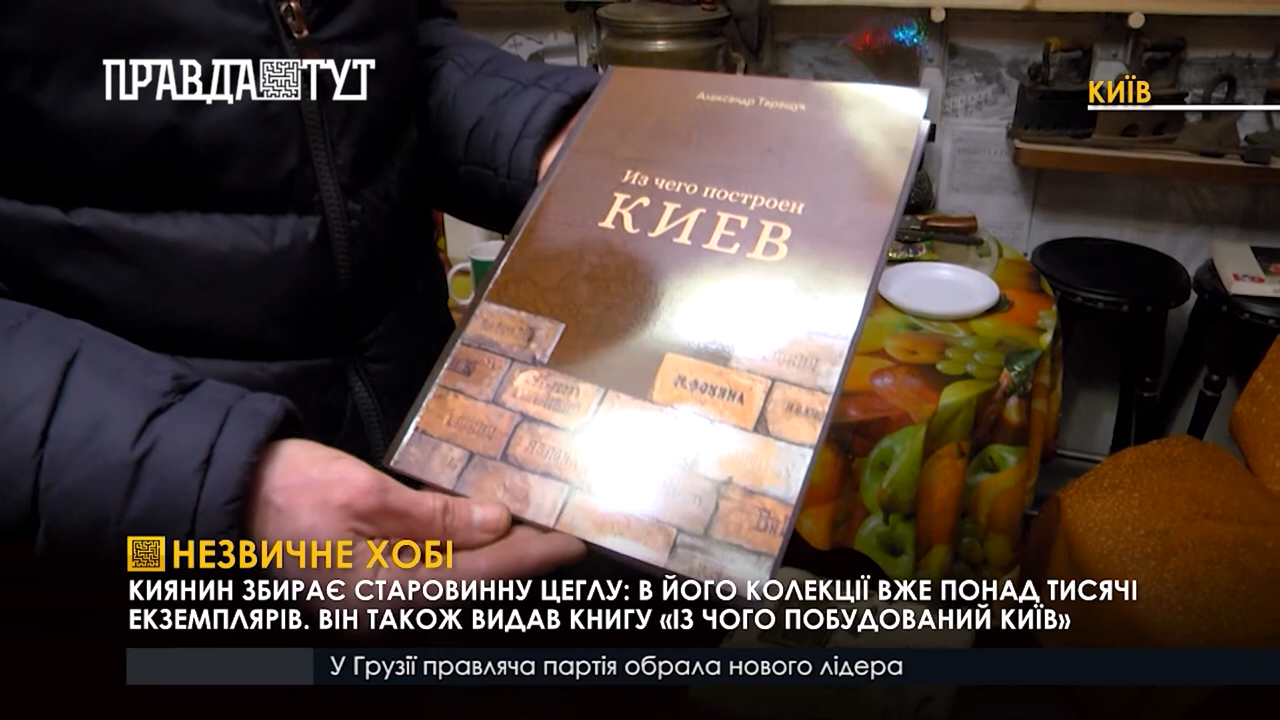 ПРАВДА ТУТ
КИЇВ
Александр Таращук
Из чего построен
КИЕВ
М.ФОКИНА
НЕЗВИЧНЕ ХОБІ
КИЯНИН ЗБИРАЄ СТАРОВИННУ ЦЕГЛУ: В ЙОГО КОЛЕКЦІЇ ВЖЕ ПОНАД ТИСЯЧІ
ЕКЗЕМПЛЯРІВ. ВІН ТАКОЖ ВИДАВ КНИГУ «ІЗ ЧОГО ПОБУДОВАНИЙ КИЇВ»
У Грузії правляча партія обрала нового лідера